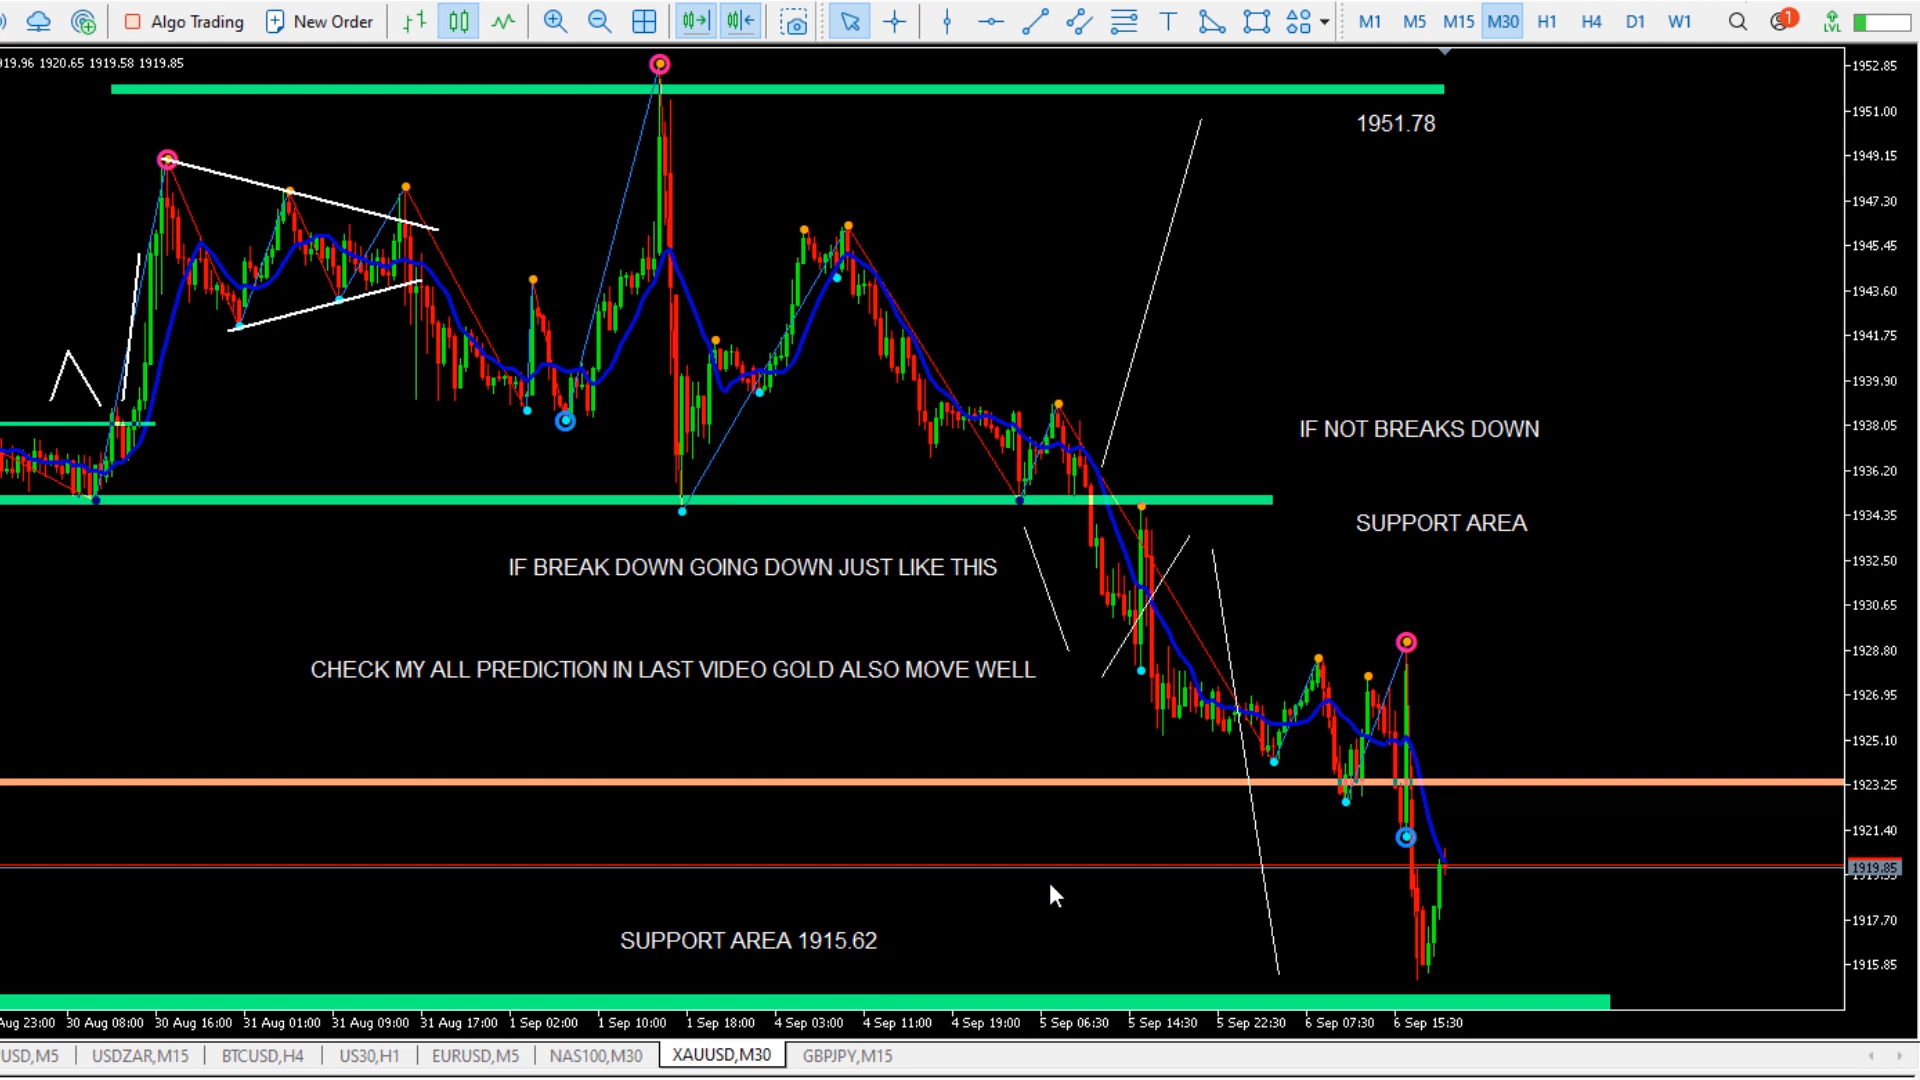 Algo Trading New Order M1 M5 M15 M30 H1 H4 D1 W1 1 LVL
919.96 1920.65 1919.58 1919.85
1952.85
1951.00
1951.78
1949.15
1947.30
1945.45
1943.60
1941.75
1939.90
IF NOT BREAKS DOWN
1938.05
1936.20
SUPPORT AREA
1934.35
IF BREAK DOWN GOING DOWN JUST LIKE THIS
1932.50
1930.65
CHECK MY ALL PREDICTION IN LAST VIDEO GOLD ALSO MOVE WELL
1928.80
1926.95
1925.10
1923.25
1921.40
1919.85
SUPPORT AREA 1915.62
1917.70
1915.85
Aug 23:00 30 Aug 08:00 30 Aug 16:00 31 Aug 01:00 31 Aug 09:00 31 Aug 17:00 1 Sep 02:00 1 Sep 10:00 1 Sep 18:00 4 Sep 03:00 4 Sep 11:00 4 Sep 19:00 5 Sep 06:30 5 Sep 14:30 5 Sep 22:30 6 Sep 07:30 6 Sep 15:30
USD,M5 USDZAR,M15 BTCUSD,H4 US30,H1 EURUSD,M5 NAS100,M30 XAUUSD,M30 GBPJPY,M15